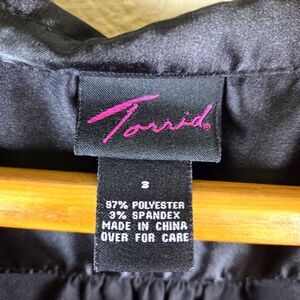 Torrid®
3
97% POLYESTER
3% SPANDEX
MADE IN CHINA
OVER FOR CARE